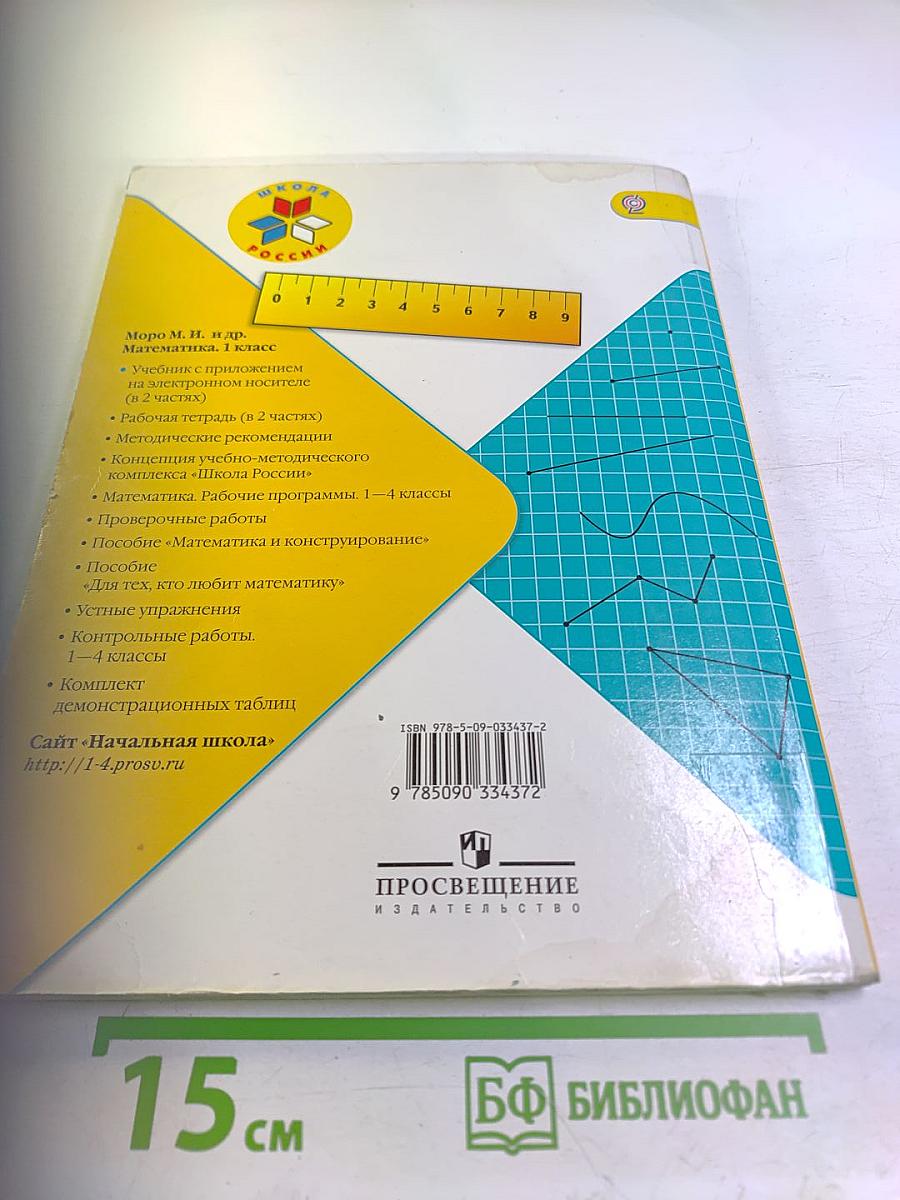 ШКОЛА
РОССИИ
0 1 2 3 4 5 6 7 8 9
Моро М. И. и др.
Математика. 1 класс
• Учебник с приложением
на электронном носителе
(в 2 частях)
• Рабочая тетрадь (в 2 частях)
• Методические рекомендации
• Концепция учебно-методического
комплекса «Школа России»
• Математика. Рабочие программы. 1—4 классы
• Проверочные работы
• Пособие «Математика и конструирование»
• Пособие
«Для тех, кто любит математику»
• Устные упражнения
• Контрольные работы.
1—4 классы
• Комплект
демонстрационных таблиц
Сайт «Начальная школа»
http://1-4.prosv.ru
ISBN 978-5-09-033437-2
9 785090 334372
ИП
ПРОСВЕЩЕНИЕ
ИЗДАТЕЛЬСТВО
15 см
БФ БИБЛИОФАН